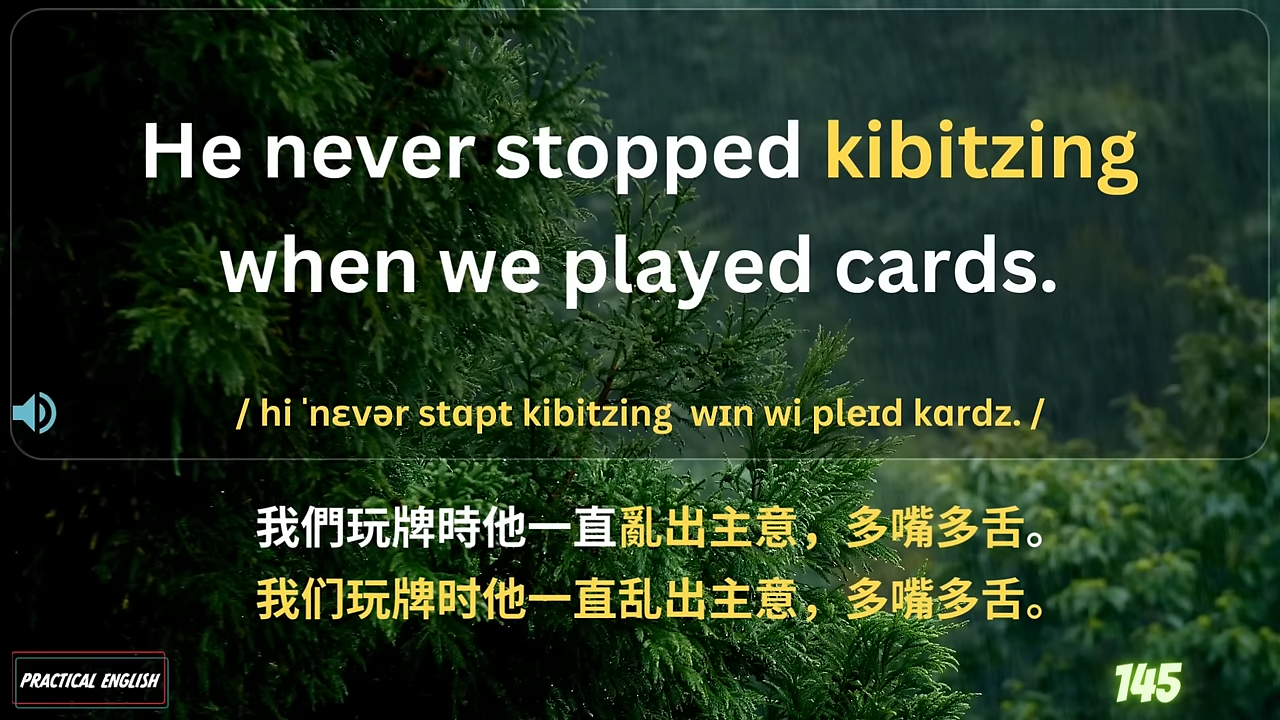 He never stopped kibitzing
when we played cards.
/ hi ˈnɛvər stɑpt kibitzing wɪn wi pleɪd kɑrdz. /
我們玩牌時他一直亂出主意，多嘴多舌。
我们玩牌时他一直乱出主意，多嘴多舌。
PRACTICAL ENGLISH
145